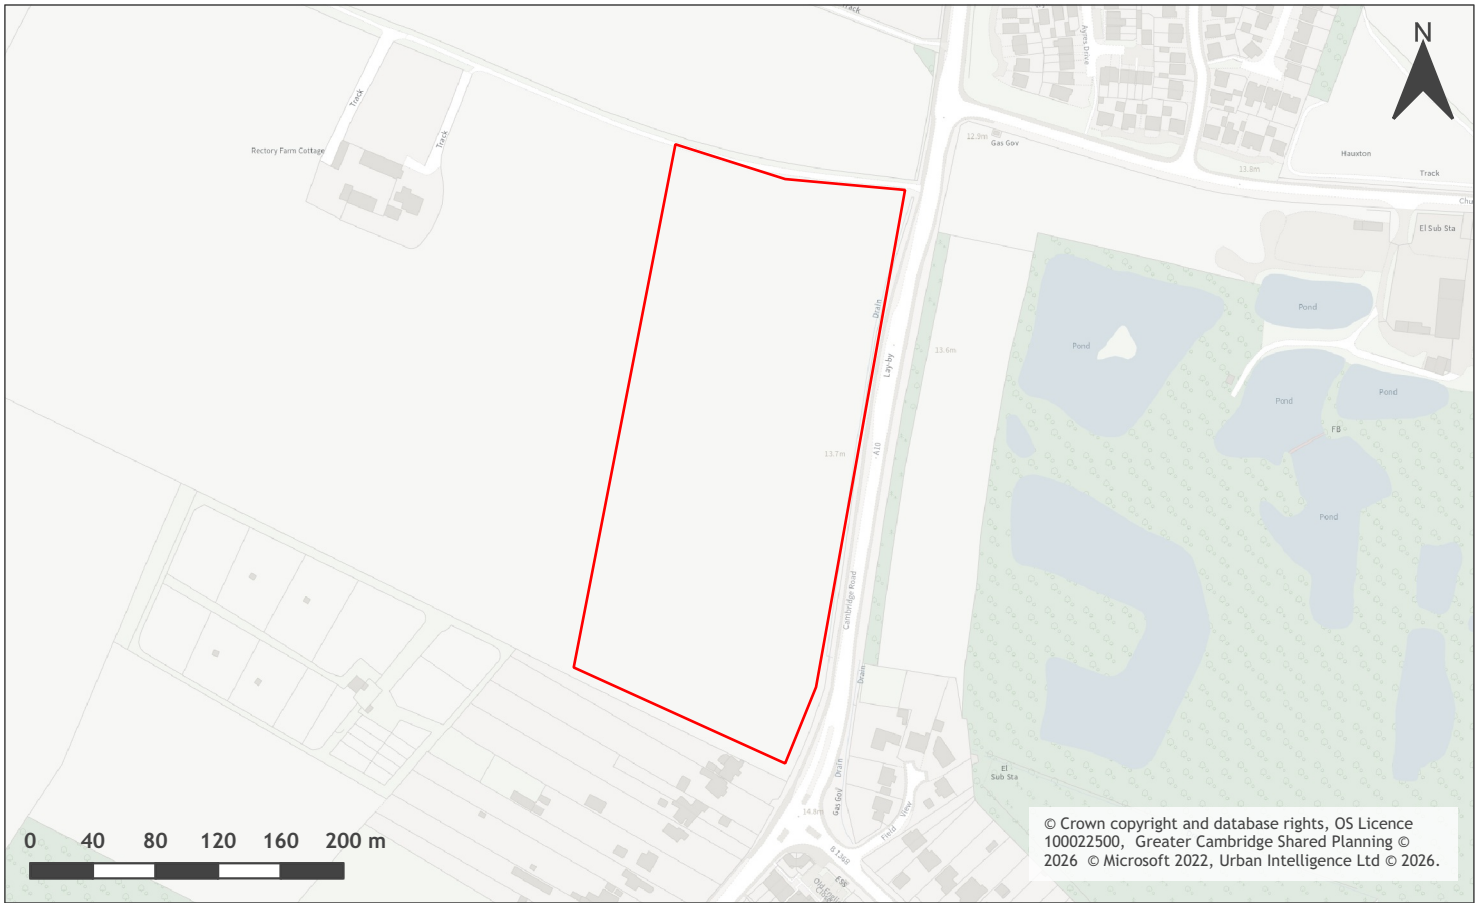 Track
Ayres Drive
N
Track
12.9m
Gas Gov
Track
Rectory Farm Cottage
Hauxton
13.8m
Track
El Sub Sta
Drain
Pond
Pond
13.6m
Lay-by
Pond
Pond
FB
A10
13.7m
Pond
Cambridge Road
Drain
El
Sub Sta
Drain
Gas Gov
14.8m
Field View
B 1368
ESS
0 40 80 120 160 200 m
© Crown copyright and database rights, OS Licence
100022500, Greater Cambridge Shared Planning ©
2026 © Microsoft 2022, Urban Intelligence Ltd © 2026.